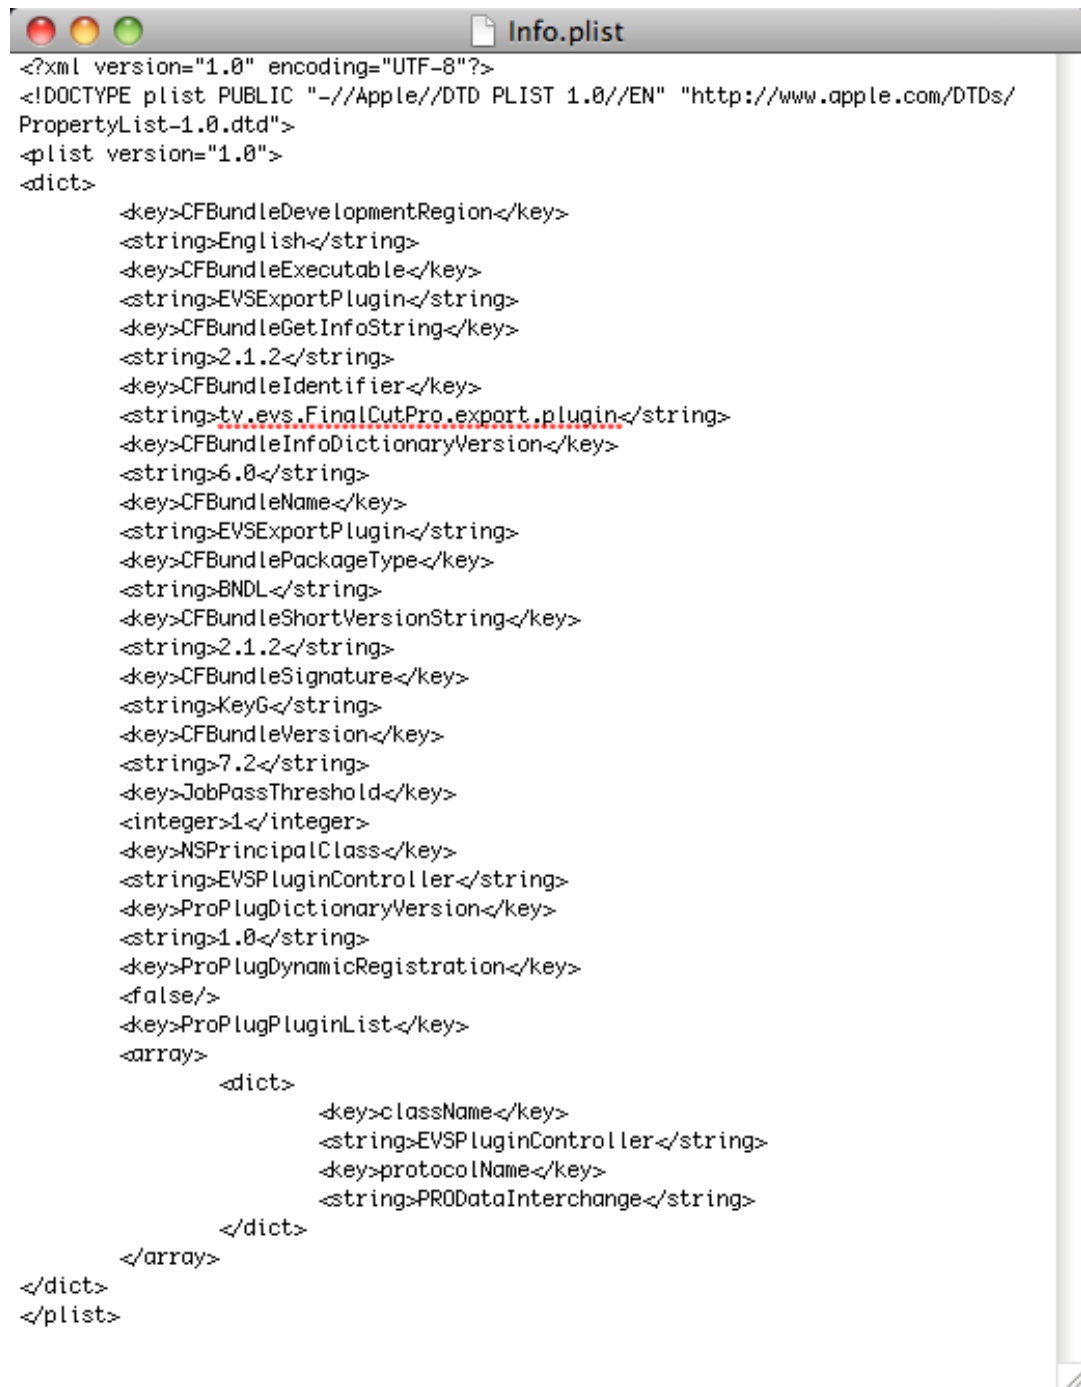 Info.plist
<?xml version="1.0" encoding="UTF-8"?>
<!DOCTYPE plist PUBLIC "-//Apple//DTD PLIST 1.0//EN" "http://www.apple.com/DTDs/
PropertyList-1.0.dtd">
<plist version="1.0">
<dict>
	<key>CFBundleDevelopmentRegion</key>
	<string>English</string>
	<key>CFBundleExecutable</key>
	<string>EVSExportPlugin</string>
	<key>CFBundleGetInfoString</key>
	<string>2.1.2</string>
	<key>CFBundleIdentifier</key>
	<string>tv.evs.FinalCutPro.export.plugin</string>
	<key>CFBundleInfoDictionaryVersion</key>
	<string>6.0</string>
	<key>CFBundleName</key>
	<string>EVSExportPlugin</string>
	<key>CFBundlePackageType</key>
	<string>BNDL</string>
	<key>CFBundleShortVersionString</key>
	<string>2.1.2</string>
	<key>CFBundleSignature</key>
	<string>KeyG</string>
	<key>CFBundleVersion</key>
	<string>7.2</string>
	<key>JobPassThreshold</key>
	<integer>1</integer>
	<key>NSPrincipalClass</key>
	<string>EVSPluginController</string>
	<key>ProPlugDictionaryVersion</key>
	<string>1.0</string>
	<key>ProPlugDynamicRegistration</key>
	<false/>
	<key>ProPlugPluginList</key>
	<array>
		<dict>
			<key>className</key>
			<string>EVSPluginController</string>
			<key>protocolName</key>
			<string>PRODataInterchange</string>
		</dict>
	</array>
</dict>
</plist>